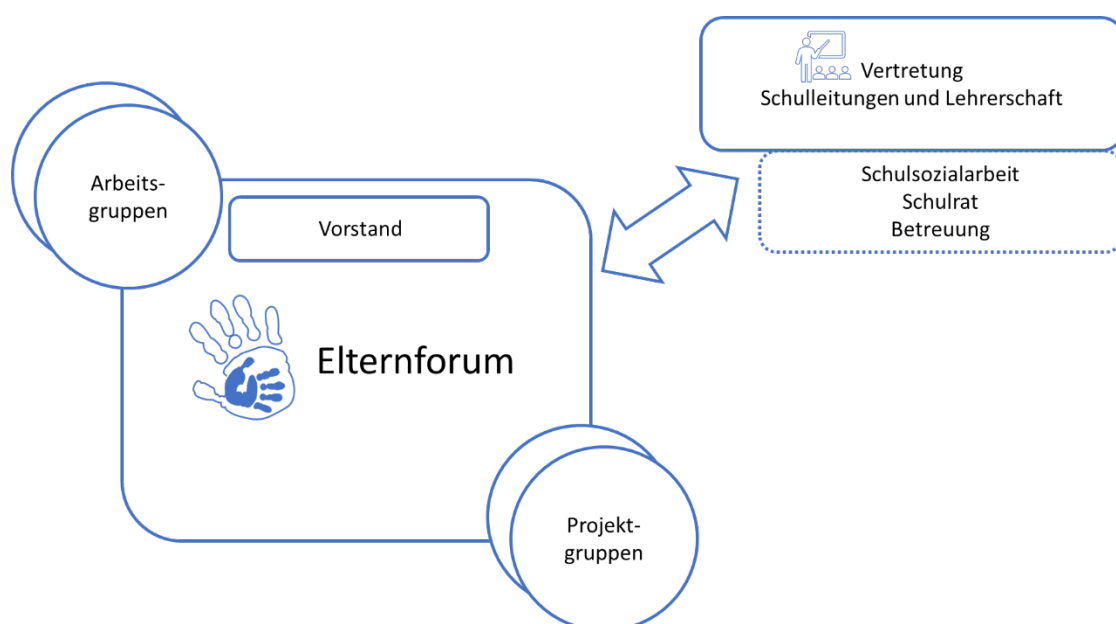 Vertretung
Schulleitungen und Lehrerschaft
Schulsozialarbeit
Schulrat
Betreuung
Arbeits-
gruppen
Vorstand
Elternforum
Projekt-
gruppen